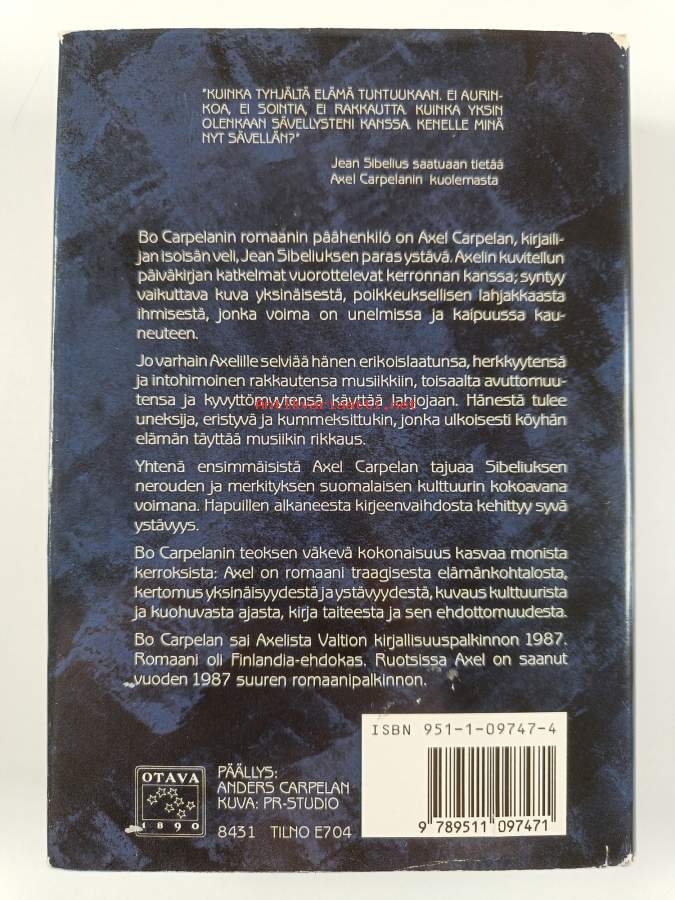 "KUINKA TYHJÄLTÄ ELÄMÄ TUNTUUKAAN. EI AURIN-
KOA, EI SOINTIA, EI RAKKAUTTA. KUINKA YKSIN
OLENKAAN SÄVELLYSTENI KANSSA. KENELLE MINÄ
NYT SÄVELLÄN?"
Jean Sibelius saatuaan tietää
Axel Carpelanin kuolemasta
Bo Carpelanin romaanin päähenkilö on Axel Carpelan, kirjaili-
jan isoisän veli, Jean Sibeliuksen paras ystävä. Axelin kuvitellun
päiväkirjan katkelmat vuorottelevat kerronnan kanssa; syntyy
vaikuttava kuva yksinäisestä, poikkeuksellisen lahjakkaasta
ihmisestä, jonka voima on unelmissa ja kaipuussa kau-
neuteen.
Jo varhain Axelille selviää hänen erikoislaatunsa, herkkyytensä
ja intohimoinen rakkautensa musiikkiin, toisaalta avuttomuu-
tensa ja kyvyttömyytensä käyttää lahjojaan. Hänestä tulee
Antikvariaatti.net
uneksija, eristyvä ja kummeksittukin, jonka ulkoisesti köyhän
elämän täyttää musiikin rikkaus.
Yhtenä ensimmäisistä Axel Carpelan tajuaa Sibeliuksen
nerouden ja merkityksen suomalaisen kulttuurin kokoavana
voimana. Hapuillen alkaneesta kirjeenvaihdosta kehittyy syvä
ystävyys.
Bo Carpelanin teoksen väkevä kokonaisuus kasvaa monista
kerroksista: Axel on romaani traagisesta elämänkohtalosta,
kertomus yksinäisyydestä ja ystävyydestä, kuvaus kulttuurista
ja kuohuvasta ajasta, kirja taiteesta ja sen ehdottomuudesta.
Bo Carpelan sai Axelista Valtion kirjallisuuspalkinnon 1987.
Romaani oli Finlandia-ehdokas. Ruotsissa Axel on saanut
vuoden 1987 suuren romaanipalkinnon.
ISBN 951-1-09747-4
9 789511 097471
OTAVA
1890
PÄÄLLYS:
ANDERS CARPELAN
KUVA: PR-STUDIO
8431 TILNO E704